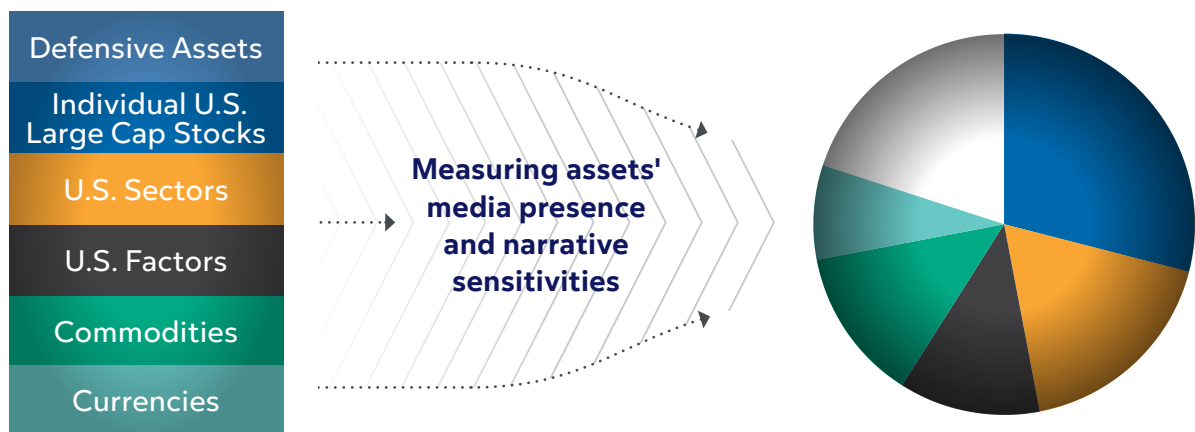 Defensive Assets
Individual U.S.
Large Cap Stocks
U.S. Sectors
U.S. Factors
Commodities
Currencies
Measuring assets'
media presence
and narrative
sensitivities